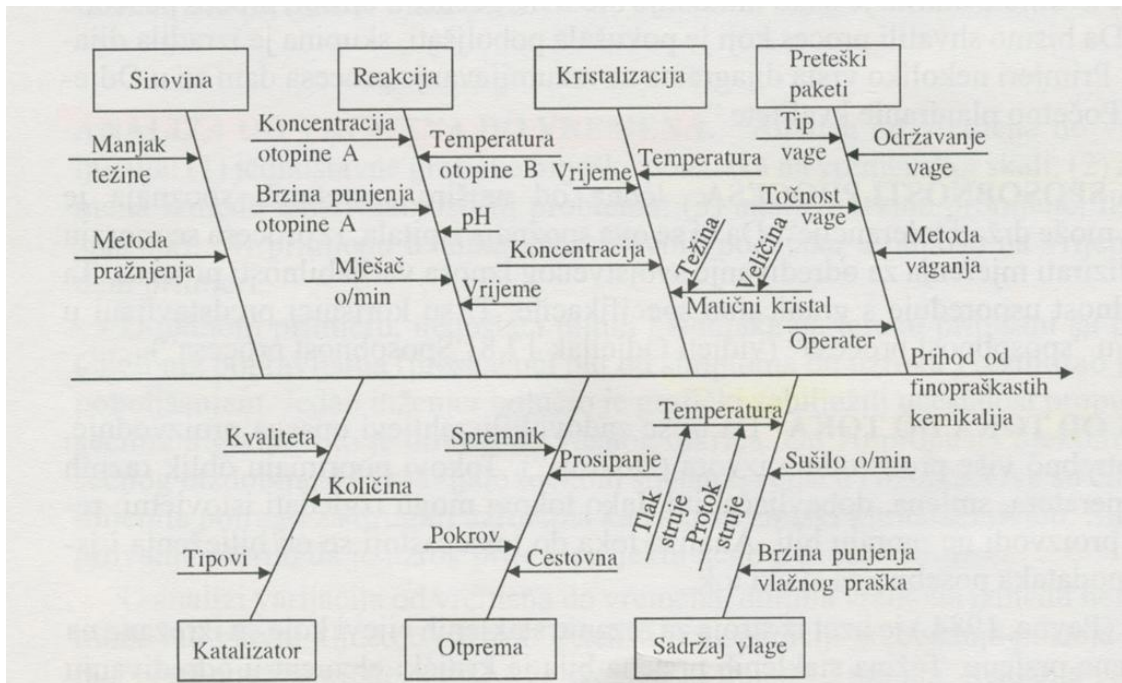 Sirovina
Reakcija
Kristalizacija
Preteški
paketi
Manjak
težine
Metoda
pražnjenja
Koncentracija
otopine A
Temperatura
otopine B
Brzina punjenja
otopine A
pH
Mješač
o/min
Vrijeme
Temperatura
Vrijeme
Koncentracija
Težina
Veličina
Matični kristal
Tip
vage
Održavanje
vage
Točnost
vage
Metoda
vaganja
Operater
Prihod od
finopraškastih
kemikalija
Kvaliteta
Količina
Tipovi
Spremnik
Prosipanje
Pokrov
Cestovna
Temperatura
Tlak
struje
Protok
struje
Sušilo o/min
Brzina punjenja
vlažnog praška
Katalizator
Otprema
Sadržaj vlage